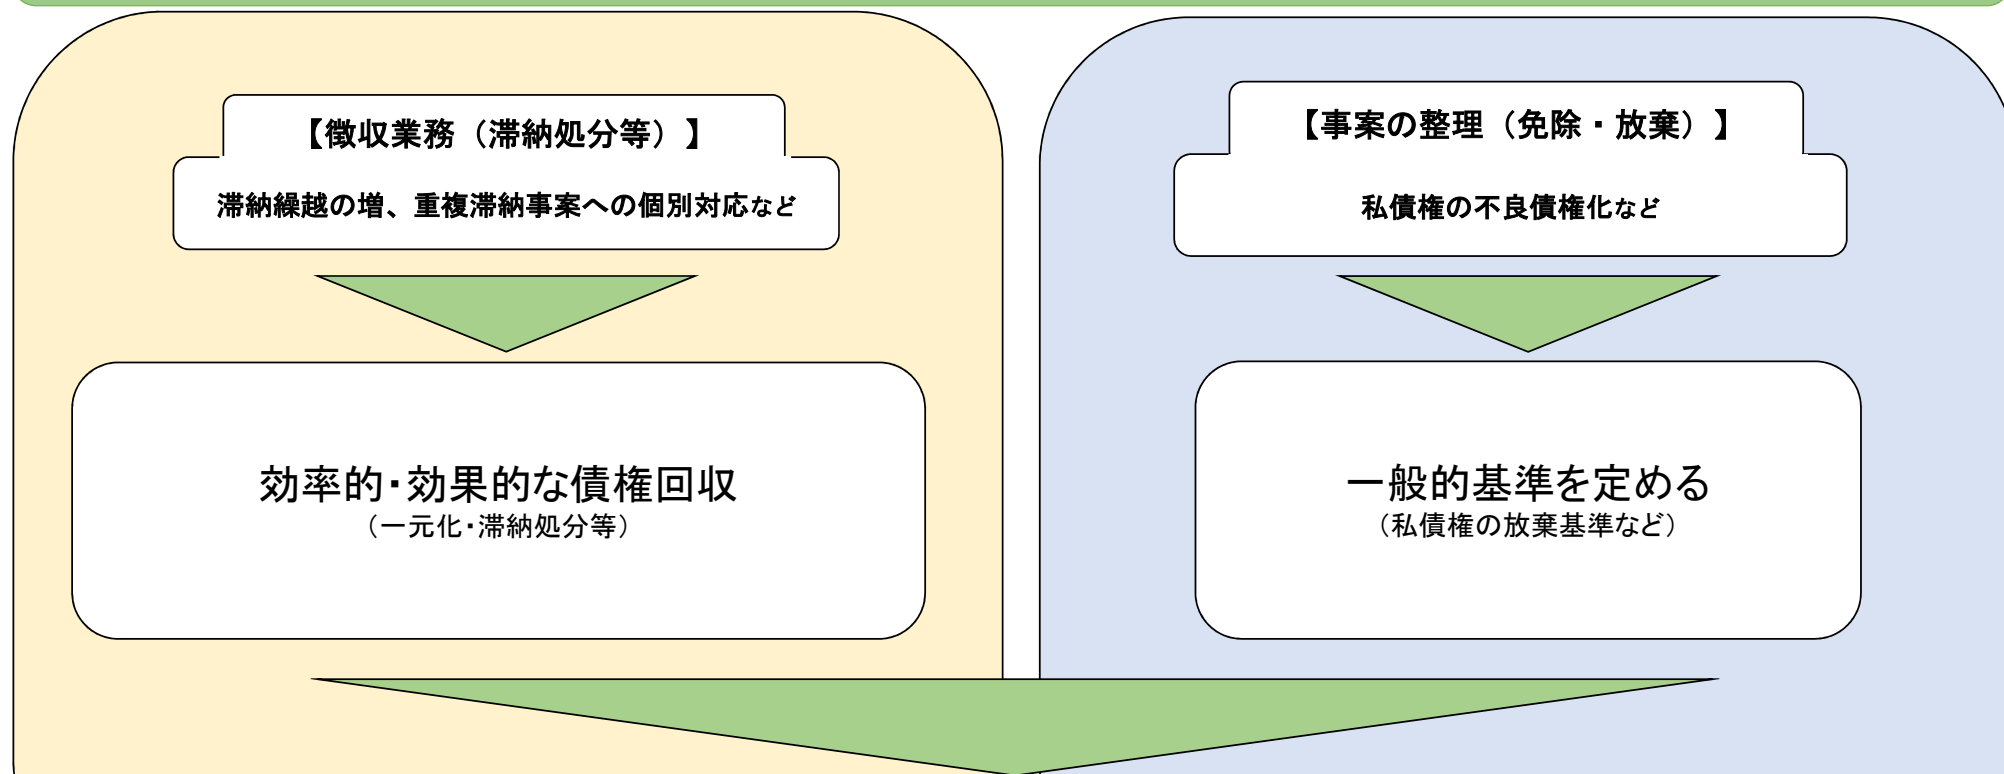 【徴収業務（滞納処分等）】
滞納繰越の増、重複滞納事案への個別対応など
効率的・効果的な債権回収
（一元化・滞納処分等）
【事案の整理（免除・放棄）】
私債権の不良債権化など
一般的基準を定める
（私債権の放棄基準など）